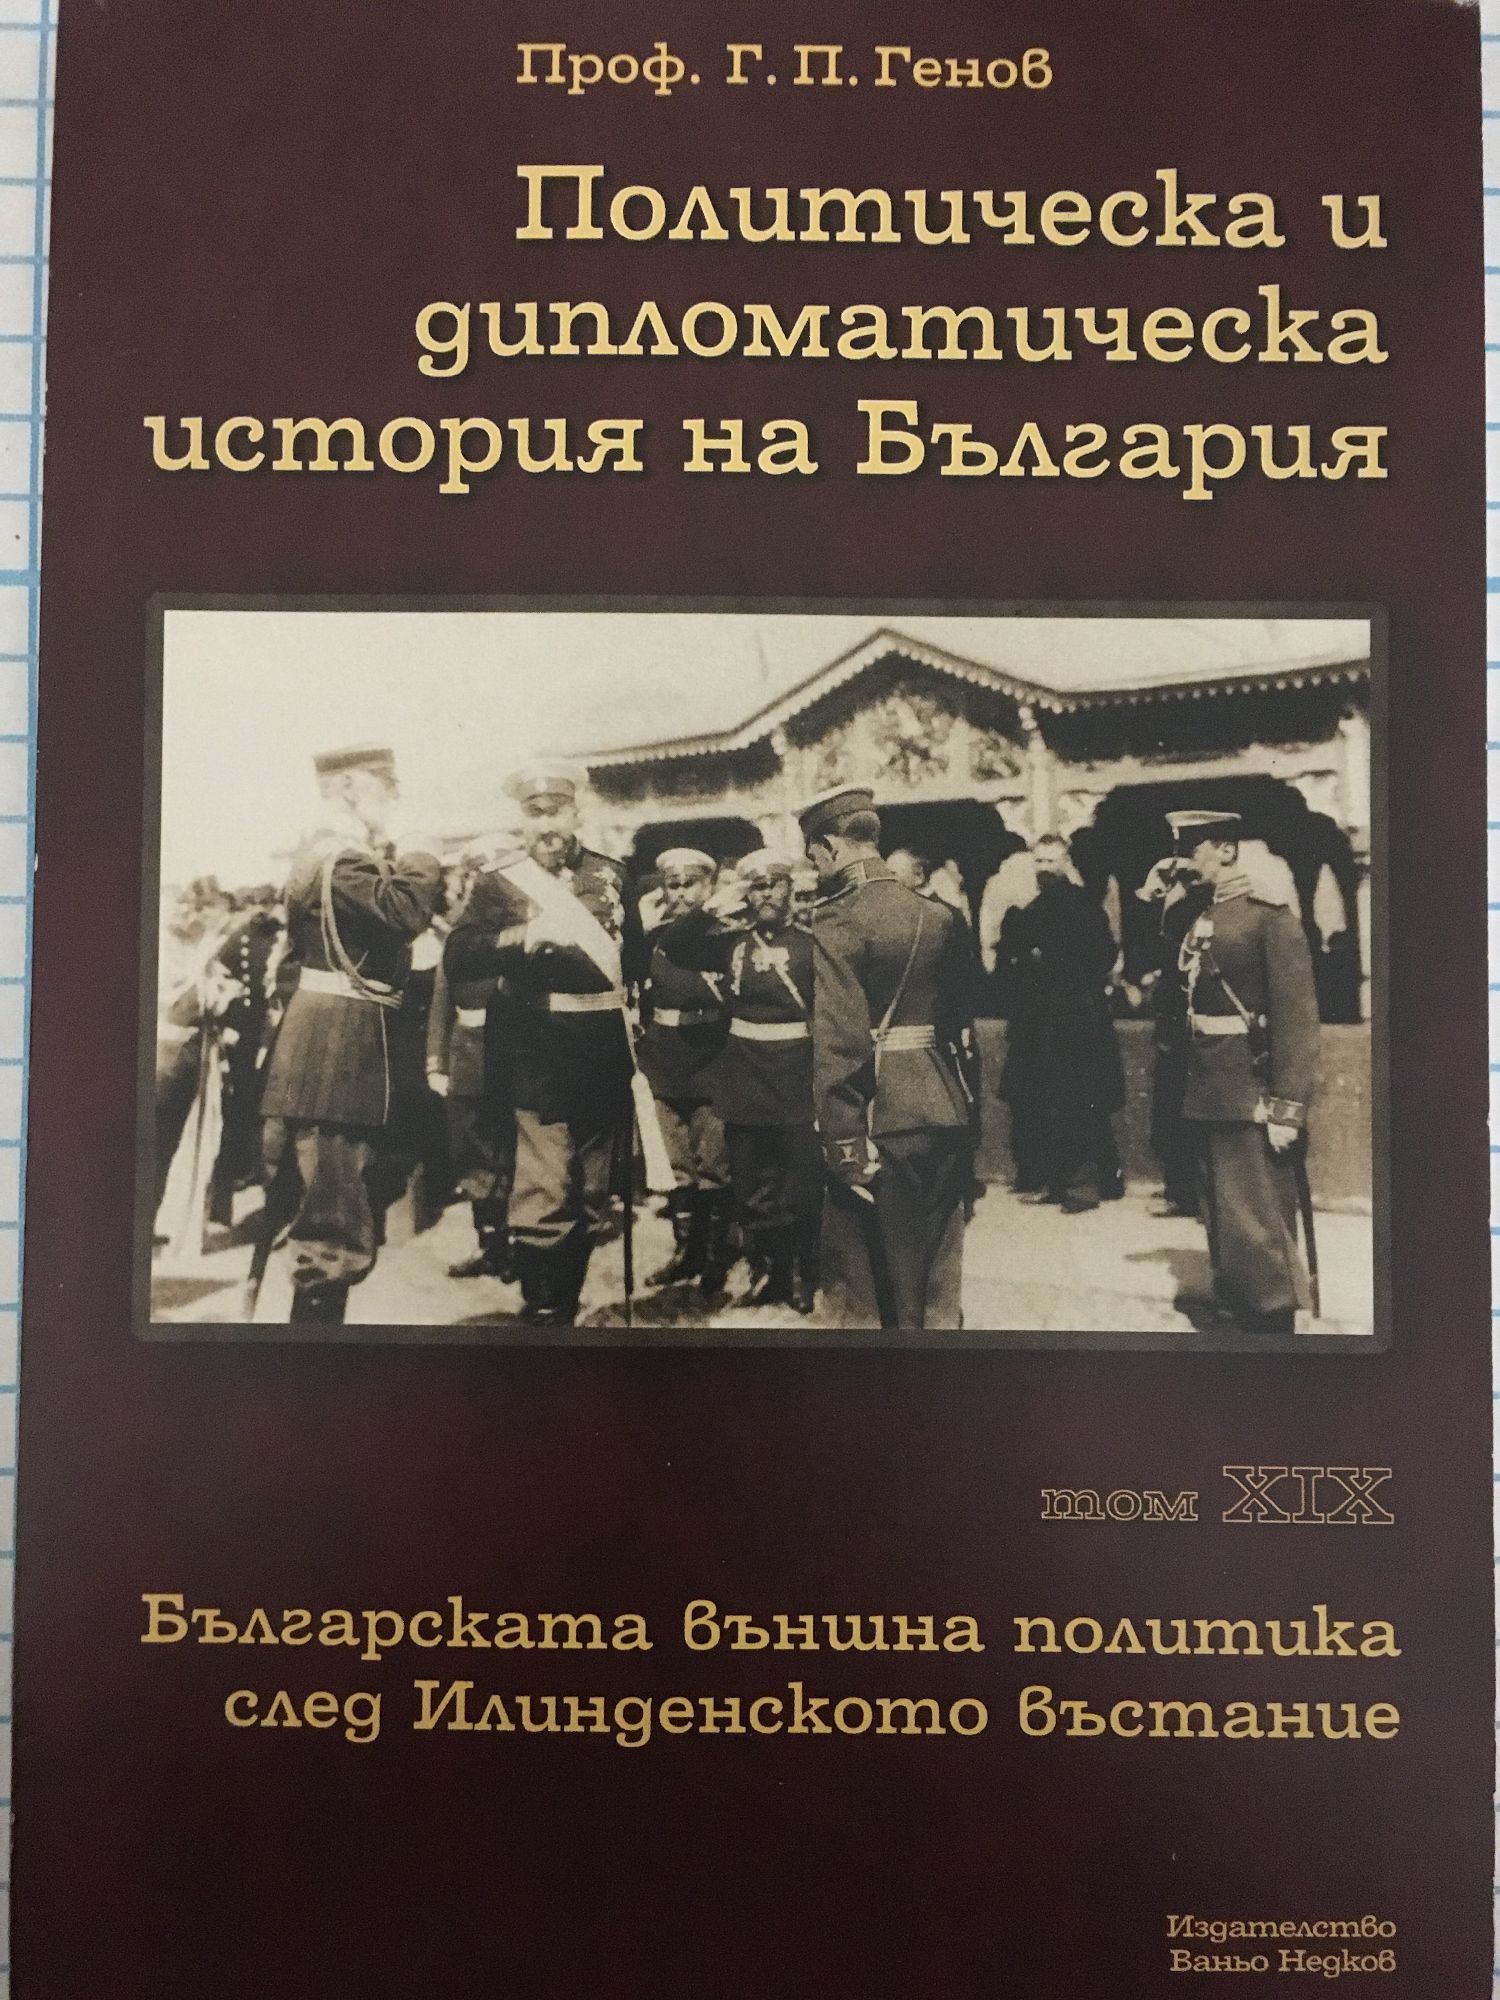 Проф. Г. П. Генов
Политическа и
дипломатическа
история на България
том XIX
Българската външна политика
след Илинденското въстание
Издателство
Ваньо Недков